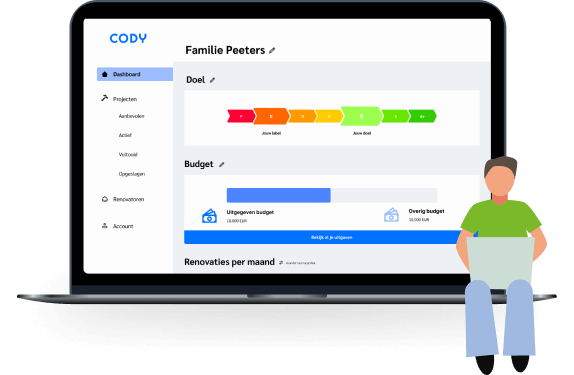 CODY
Familie Peeters
Dashboard
Projecten
Aanbevolen
Actief
Voltooid
Opgeslagen
Renovatoren
Account
Doel
F
E
D
C
B
A
A+
Jouw label
Jouw doel
Budget
Uitgegeven budget
10.000 EUR
Overig budget
10.000 EUR
Bekijk al je uitgaven
Renovaties per maand